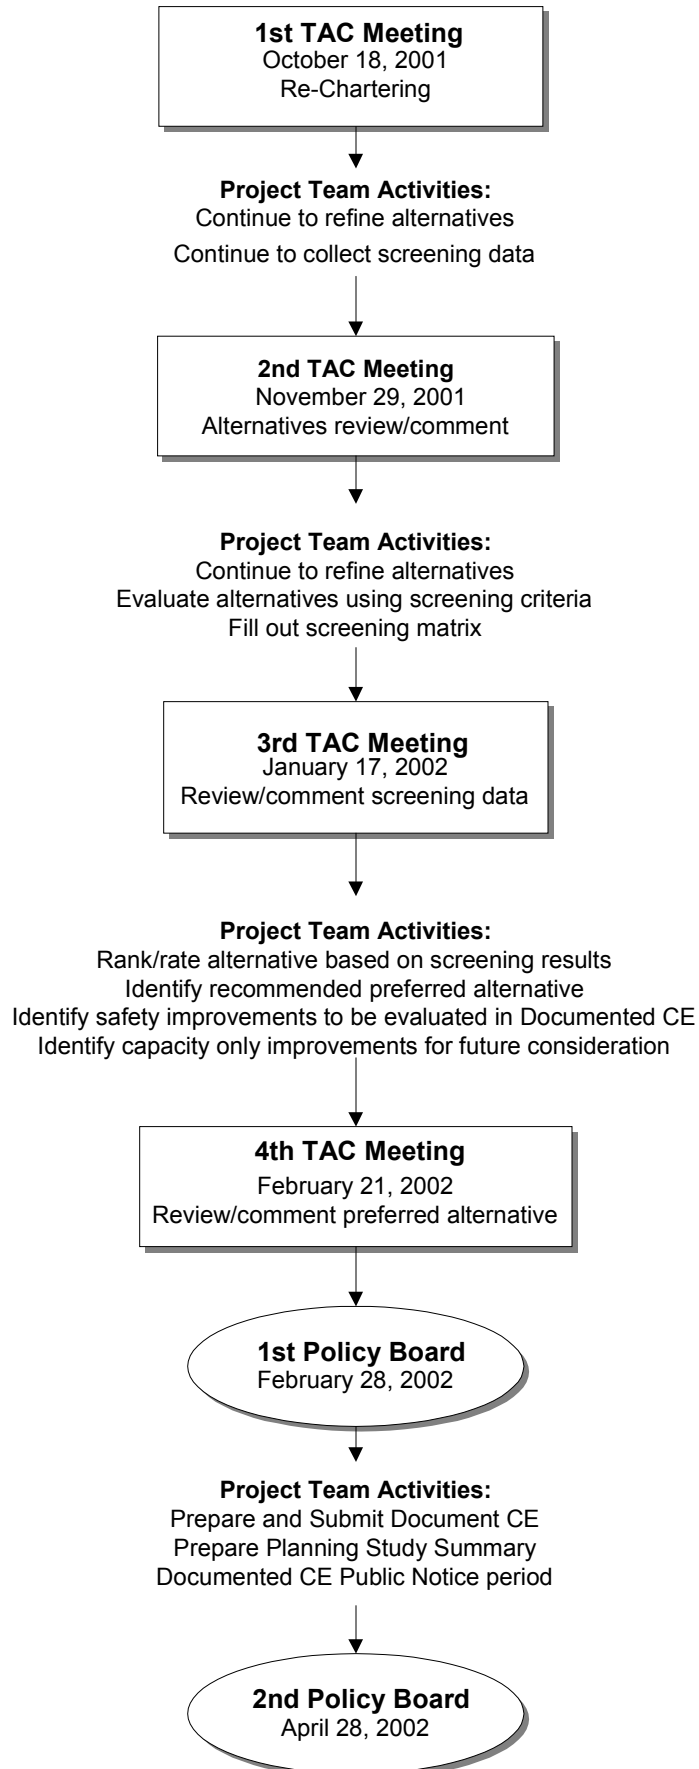 1st TAC Meeting
October 18, 2001
Re-Chartering
Project Team Activities:
Continue to refine alternatives
Continue to collect screening data
2nd TAC Meeting
November 29, 2001
Alternatives review/comment
Project Team Activities:
Continue to refine alternatives
Evaluate alternatives using screening criteria
Fill out screening matrix
3rd TAC Meeting
January 17, 2002
Review/comment screening data
Project Team Activities:
Rank/rate alternative based on screening results
Identify recommended preferred alternative
Identify safety improvements to be evaluated in Documented CE
Identify capacity only improvements for future consideration
4th TAC Meeting
February 21, 2002
Review/comment preferred alternative
1st Policy Board
February 28, 2002
Project Team Activities:
Prepare and Submit Document CE
Prepare Planning Study Summary
Documented CE Public Notice period
2nd Policy Board
April 28, 2002